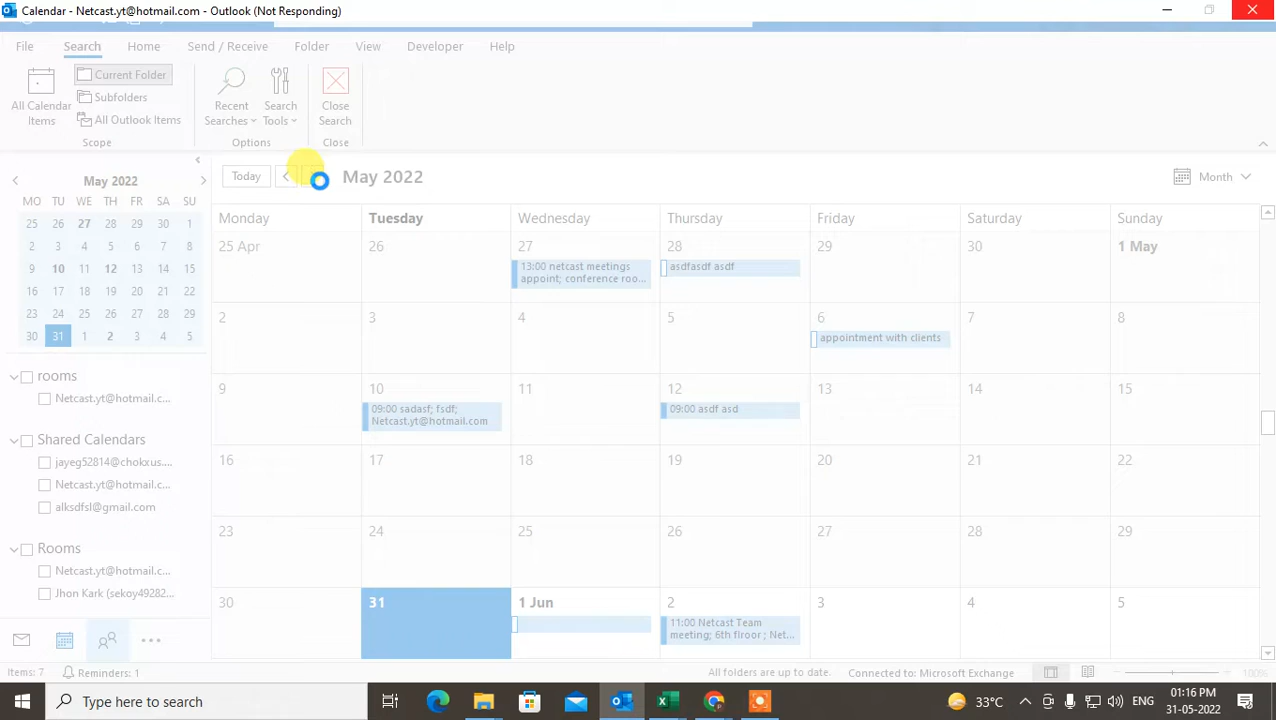 Calendar - Netcast.yt@hotmail.com - Outlook (Not Responding)
File Search Home Send / Receive Folder View Developer Help
All Calendar Items
Current Folder
Subfolders
All Outlook Items
Scope
Recent Searches
Search Tools
Options
Close Search
Close
May 2022
MO TU WE TH FR SA SU
25 26 27 28 29 30 1
2 3 4 5 6 7 8
9 10 11 12 13 14 15
16 17 18 19 20 21 22
23 24 25 26 27 28 29
30 31 1 2 3 4 5
rooms
Netcast.yt@hotmail.c...
Shared Calendars
jayeg52814@chokxus....
Netcast.yt@hotmail.c...
alksdfsl@gmail.com
Rooms
Netcast.yt@hotmail.c...
Jhon Kark (sekoy49282...
Today
May 2022
Month
Monday Tuesday Wednesday Thursday Friday Saturday Sunday
25 Apr 26 27 28 29 30 1 May
13:00 netcast meetings
appoint; conference roo...
asdfasdf asdf
2 3 4 5 6 7 8
appointment with clients
9 10 11 12 13 14 15
09:00 sadasf; fsdf;
Netcast.yt@hotmail.com
09:00 asdf asd
16 17 18 19 20 21 22
23 24 25 26 27 28 29
30 31 1 Jun 2 3 4 5
11:00 Netcast Team
meeting; 6th flroor ; Net...
Items: 7 Reminders: 1 All folders are up to date. Connected to: Microsoft Exchange 100%
Type here to search
33°C
ENG
01:16 PM
31-05-2022